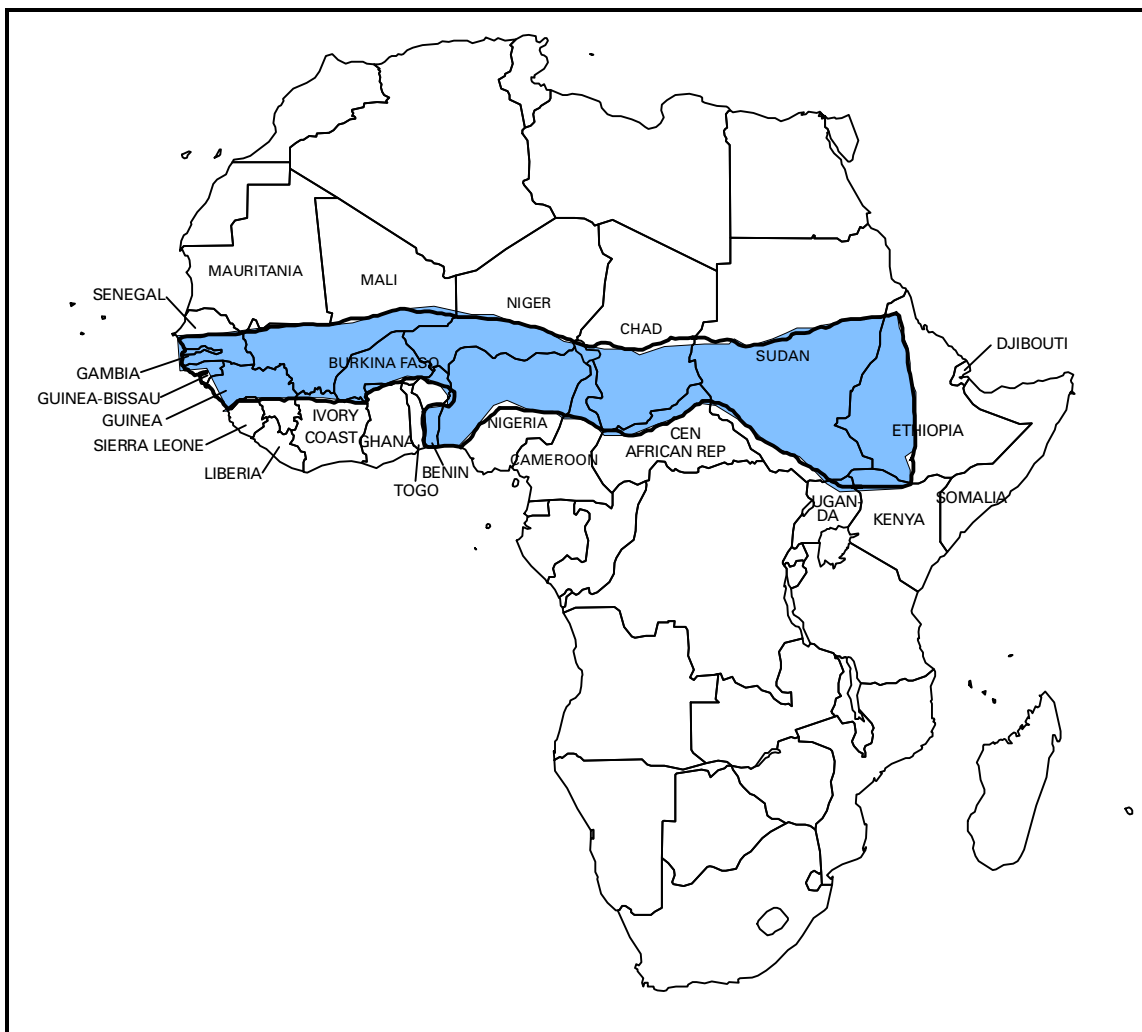 MAURITANIA
MALI
SENEGAL
NIGER
CHAD
SUDAN
DJIBOUTI
BURKINA FASO
GAMBIA
GUINEA-BISSAU
GUINEA
IVORY
COAST
SIERRA LEONE
GHANA
NIGERIA
CEN
AFRICAN REP
ETHIOPIA
LIBERIA
BENIN
CAMEROON
TOGO
UGAN-
DA
KENYA
SOMALIA